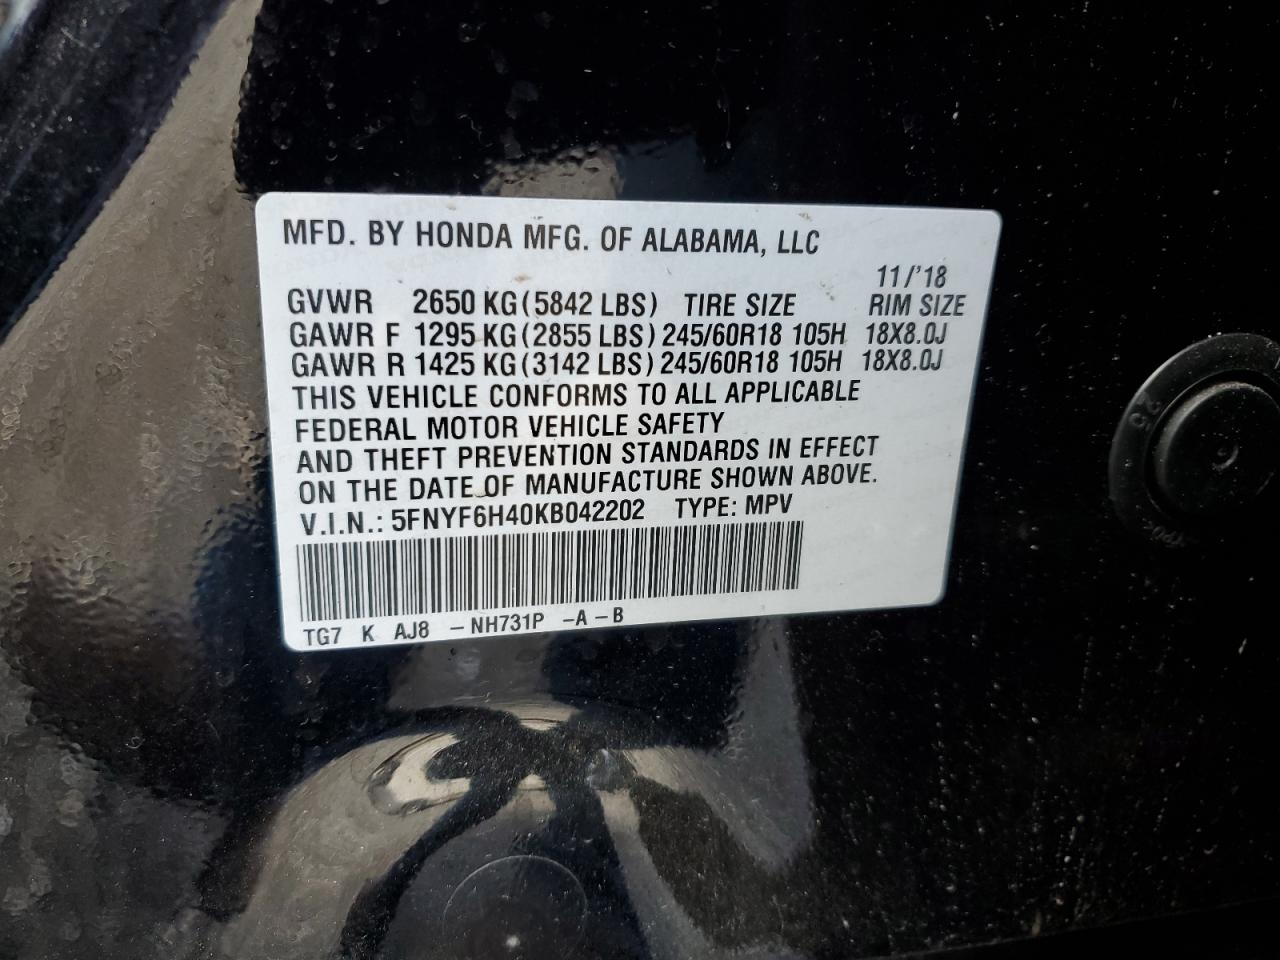 MFD. BY HONDA MFG. OF ALABAMA, LLC
11/'18
GVWR 2650 KG(5842 LBS) TIRE SIZE RIM SIZE
GAWR F 1295 KG(2855 LBS) 245/60R18 105H 18X8.0J
GAWR R 1425 KG(3142 LBS) 245/60R18 105H 18X8.0J
THIS VEHICLE CONFORMS TO ALL APPLICABLE
FEDERAL MOTOR VEHICLE SAFETY
AND THEFT PREVENTION STANDARDS IN EFFECT
ON THE DATE OF MANUFACTURE SHOWN ABOVE.
V.I.N.: 5FNYF6H40KB042202 TYPE: MPV
TG7 K AJ8 -NH731P -A-B
25